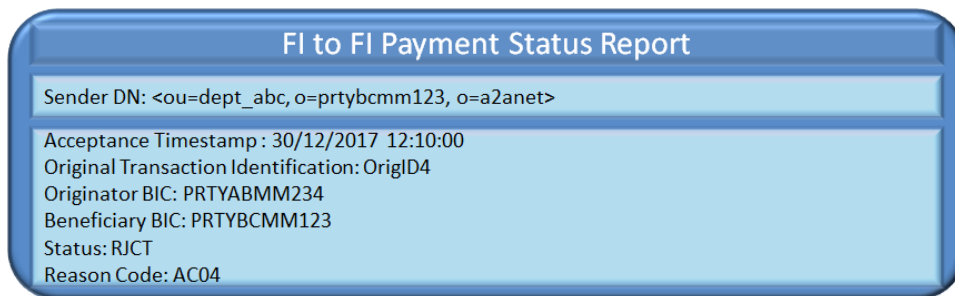 FI to FI Payment Status Report
Sender DN: <ou=dept_abc, o=prtybcmm123, o=a2anet>
Acceptance Timestamp : 30/12/2017 12:10:00
Original Transaction Identification: OrigID4
Originator BIC: PRTYABMM234
Beneficiary BIC: PRTYBCMM123
Status: RJCT
Reason Code: AC04